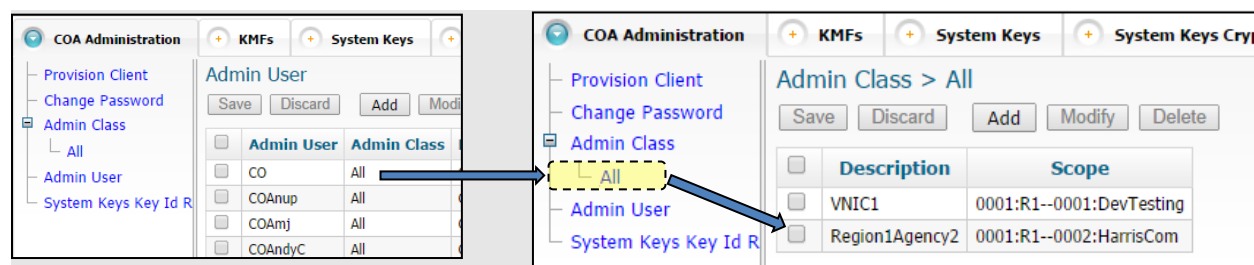 COA Administration
+ KMFs
+ System Keys
+
Provision Client
Change Password
Admin Class
All
Admin User
System Keys Key Id R
Admin User
Save Discard Add Modi
Admin User Admin Class
CO All
COAnup All
COAmj All
COAndyC All
COA Administration
+ KMFs
+ System Keys
+ System Keys Cryp
Provision Client
Change Password
Admin Class
All
Admin User
System Keys Key Id R
Admin Class > All
Save Discard Add Modify Delete
Description Scope
VNIC1 0001:R1--0001:DevTesting
Region1Agency2 0001:R1--0002:HarrisCom